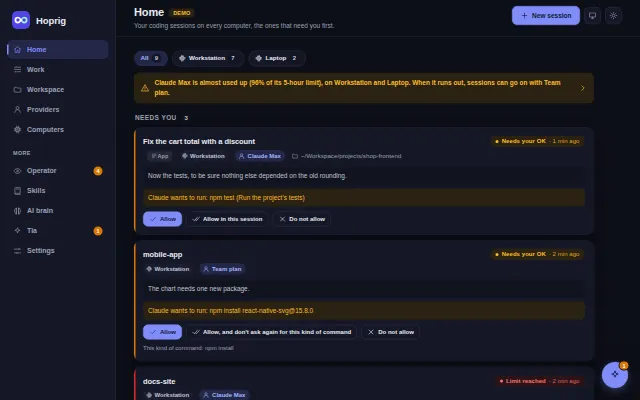 Hoprig
Home
Work
Workspace
Providers
Computers
MORE
Operator 4
Skills
AI brain
Tia 1
Settings
Home DEMO
Your coding sessions on every computer, the ones that need you first.
New session
All 9 Workstation 7 Laptop 2
Claude Max is almost used up (96% of its 5-hour limit), on Workstation and Laptop. When it runs out, sessions can go on with Team
plan.
NEEDS YOU 3
Fix the cart total with a discount
Needs your OK · 1 min ago
App Workstation Claude Max ~/Workspace/projects/shop-frontend
Now the tests, to be sure nothing else depended on the old rounding.
Claude wants to run: npm test (Run the project's tests)
Allow Allow in this session Do not allow
mobile-app
Needs your OK · 2 min ago
Workstation Team plan
The chart needs one new package.
Claude wants to run: npm install react-native-svg@15.8.0
Allow Allow, and don't ask again for this kind of command Do not allow
This kind of command: npm install
docs-site
Limit reached · 2 min ago
Workstation Claude Max
1